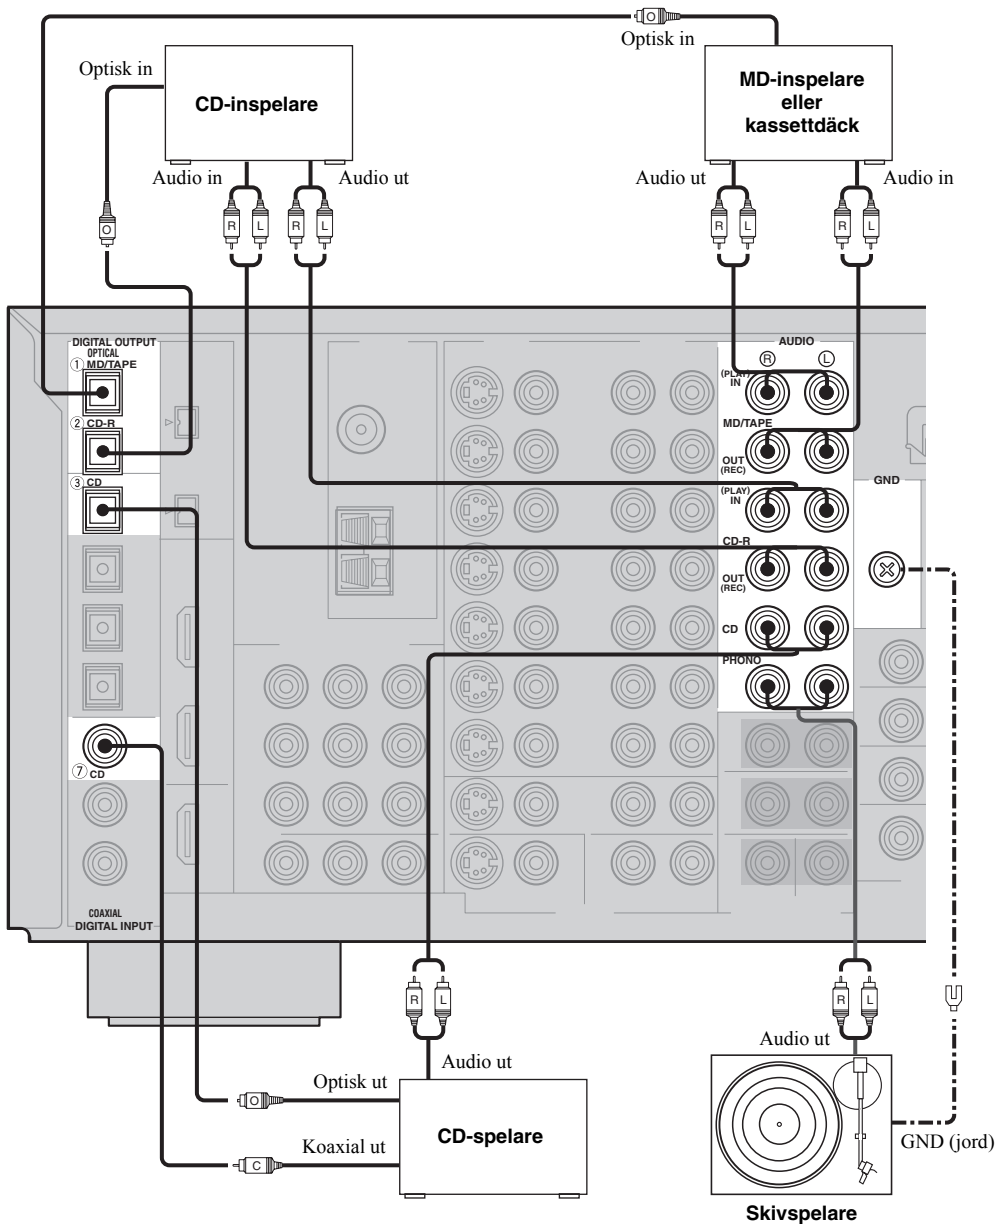 O
Optisk in
Optisk in
CD-inspelare
MD-inspelare
eller
kassettdäck
Audio in
Audio ut
Audio ut
Audio in
O
R
L
R
L
R
L
R
L
DIGITAL OUTPUT
OPTICAL
① MD/TAPE
② CD-R
③ CD
AUDIO
Ⓡ
Ⓛ
(PLAY)
IN
MD/TAPE
OUT
(REC)
(PLAY)
IN
CD-R
OUT
(REC)
CD
PHONO
GND
⑦ CD
COAXIAL
DIGITAL INPUT
R
L
R
L
Audio ut
Audio ut
Optisk ut
O
Koaxial ut
C
CD-spelare
GND (jord)
Skivspelare